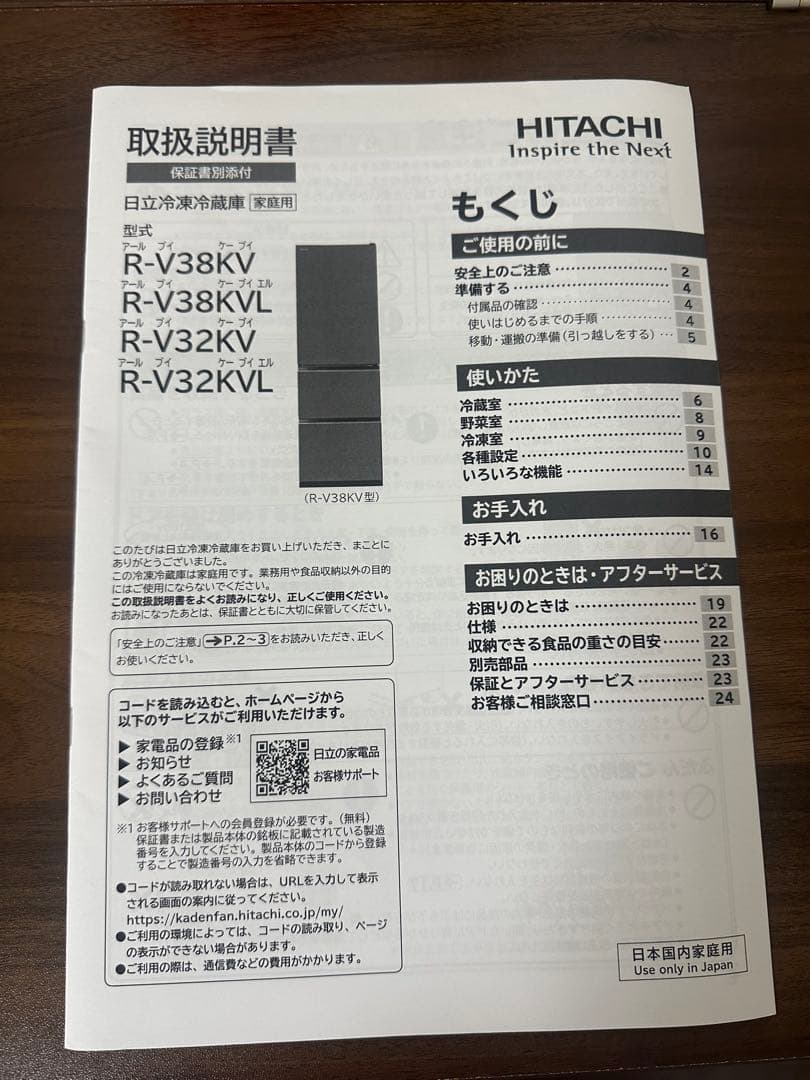 取扱説明書
保証書別添付
日立冷凍冷蔵庫 家庭用
型式
アール ブイ ケー ブイ
R-V38KV
アール ブイ ケー ブイ エル
R-V38KVL
アール ブイ ケー ブイ
R-V32KV
アール ブイ ケー ブイ エル
R-V32KVL
(R-V38KV型)
このたびは日立冷凍冷蔵庫をお買い上げいただき、まことに
ありがとうございました。
この冷凍冷蔵庫は家庭用です。業務用や食品収納以外の目的
にはご使用にならないでください。
この取扱説明書をよくお読みになり、正しくご使用ください。
お読みになったあとは、保証書とともに大切に保管してください。
「安全上のご注意」(➔P.2~3)をお読みいただき、正しく
お使いください。
コードを読み込むと、ホームページから
以下のサービスがご利用いただけます。
▶ 家電品の登録※1
▶ お知らせ
▶ よくあるご質問
▶ お問い合わせ
日立の家電品
お客様サポート
※1 お客様サポートへの会員登録が必要です。(無料)
保証書または製品本体の銘板に記載されている製造
番号を入力してください。製品本体のコードから登録
することで製造番号の入力を省略できます。
●コードが読み取れない場合は、URLを入力して表示
される画面の案内に従ってください。
https://kadenfan.hitachi.co.jp/my/
●ご利用の環境によっては、コードの読み取り、ページ
の表示ができない場合があります。
●ご利用の際は、通信費などの費用がかかります。
HITACHI
Inspire the Next
もくじ
ご使用の前に
安全上のご注意 2
準備する 4
付属品の確認 4
使いはじめるまでの手順 4
移動・運搬の準備(引っ越しをする) 5
使いかた
冷蔵室 6
野菜室 8
冷凍室 9
各種設定 10
いろいろな機能 14
お手入れ
お手入れ 16
お困りのときは・アフターサービス
お困りのときは 19
仕様 22
収納できる食品の重さの目安 22
別売部品 23
保証とアフターサービス 23
お客様ご相談窓口 24
日本国内家庭用
Use only in Japan